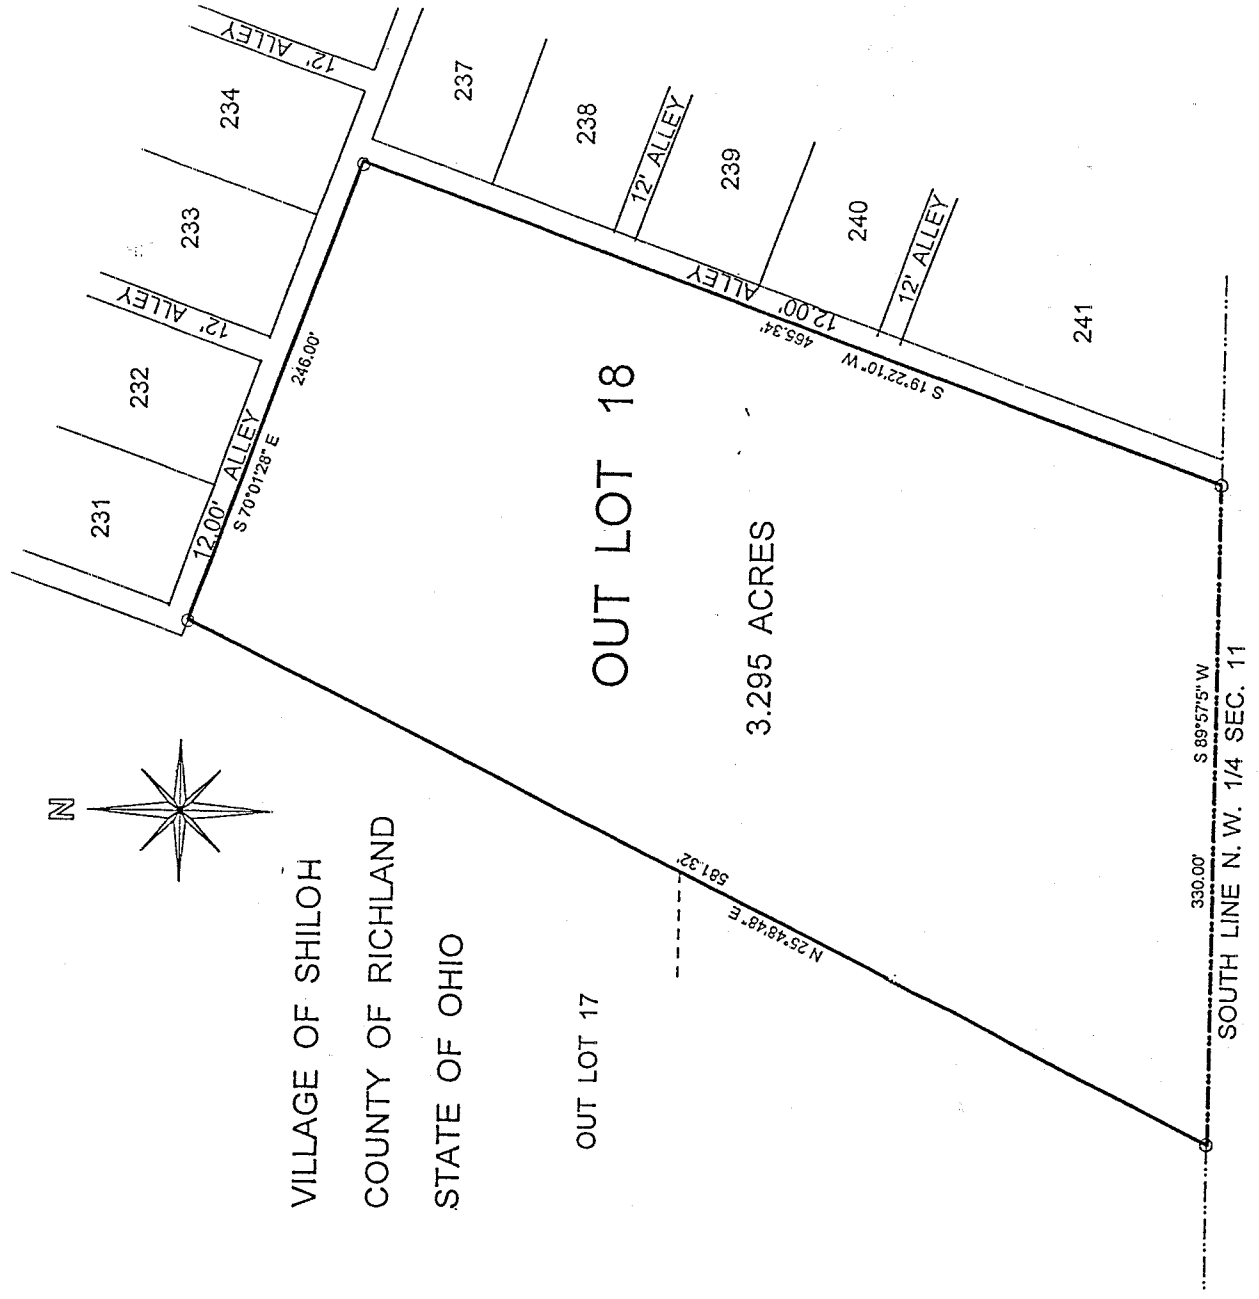 N
VILLAGE OF SHILOH
COUNTY OF RICHLAND
STATE OF OHIO
OUT LOT 17
231
232
233
234
12' ALLEY
12' ALLEY
12.00' ALLEY
S 70°01'28" E
246.00'
237
238
12' ALLEY
239
240
12' ALLEY
241
12.00' ALLEY
S 19°22'10" W
465.34'
OUT LOT 18
3.295 ACRES
N 25°48'48" E
581.32'
330.00'
S 89°57'5" W
SOUTH LINE N.W. 1/4 SEC. 11